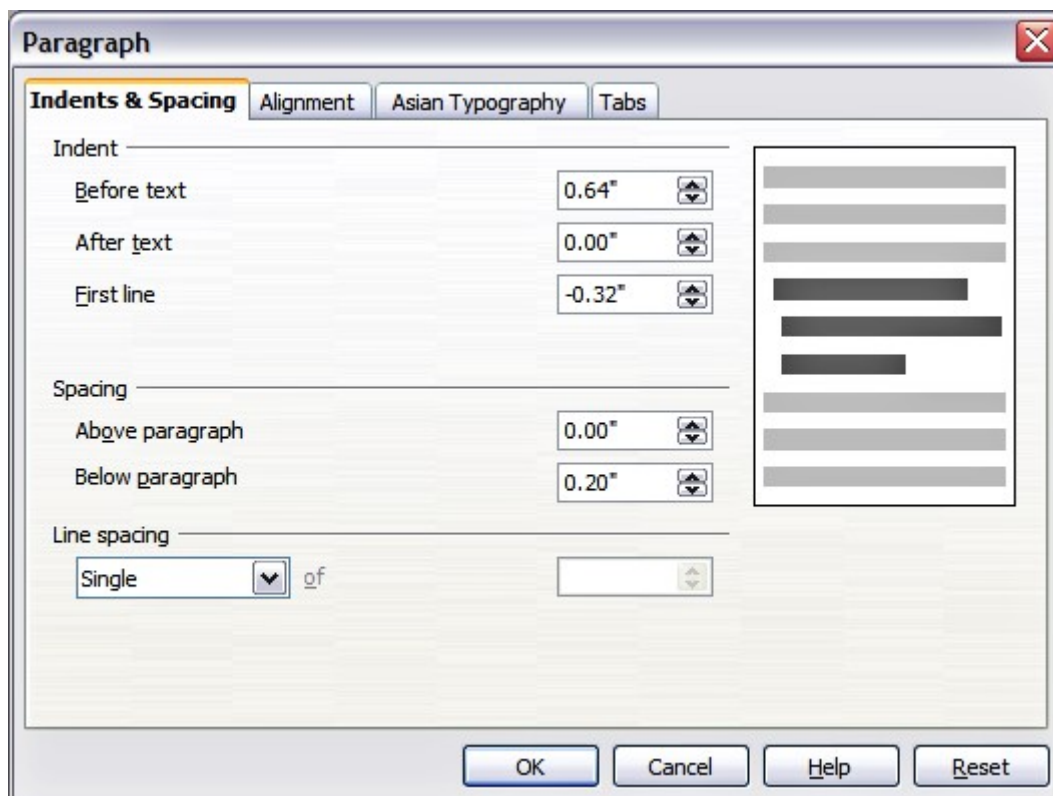 Paragraph
Indents & Spacing Alignment Asian Typography Tabs
Indent
Before text 0.64"
After text 0.00"
First line -0.32"
Spacing
Above paragraph 0.00"
Below paragraph 0.20"
Line spacing
Single of
OK Cancel Help Reset